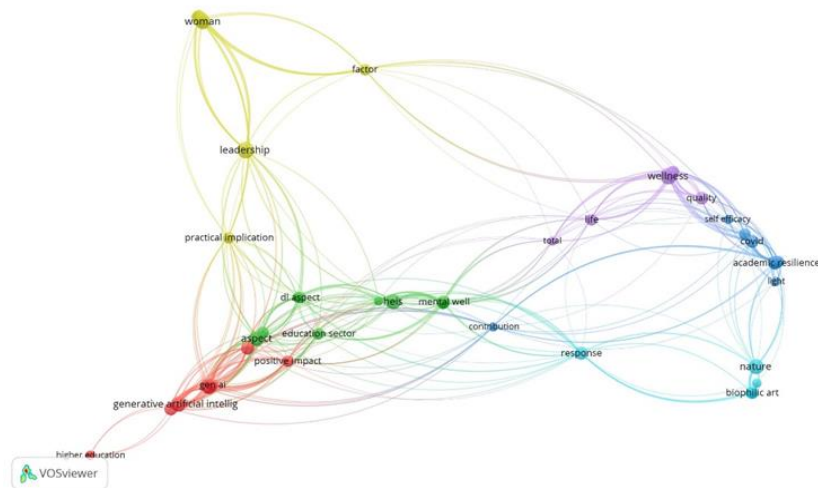 woman
factor
leadership
wellness
quality
self efficacy
life
practical implication
total
covid
academic resilience
light
dl aspect
heis
mental well
contribution
education sector
aspect
response
positive impact
nature
gen ai
biophilic art
generative artificial intellig
higher education
VOSviewer